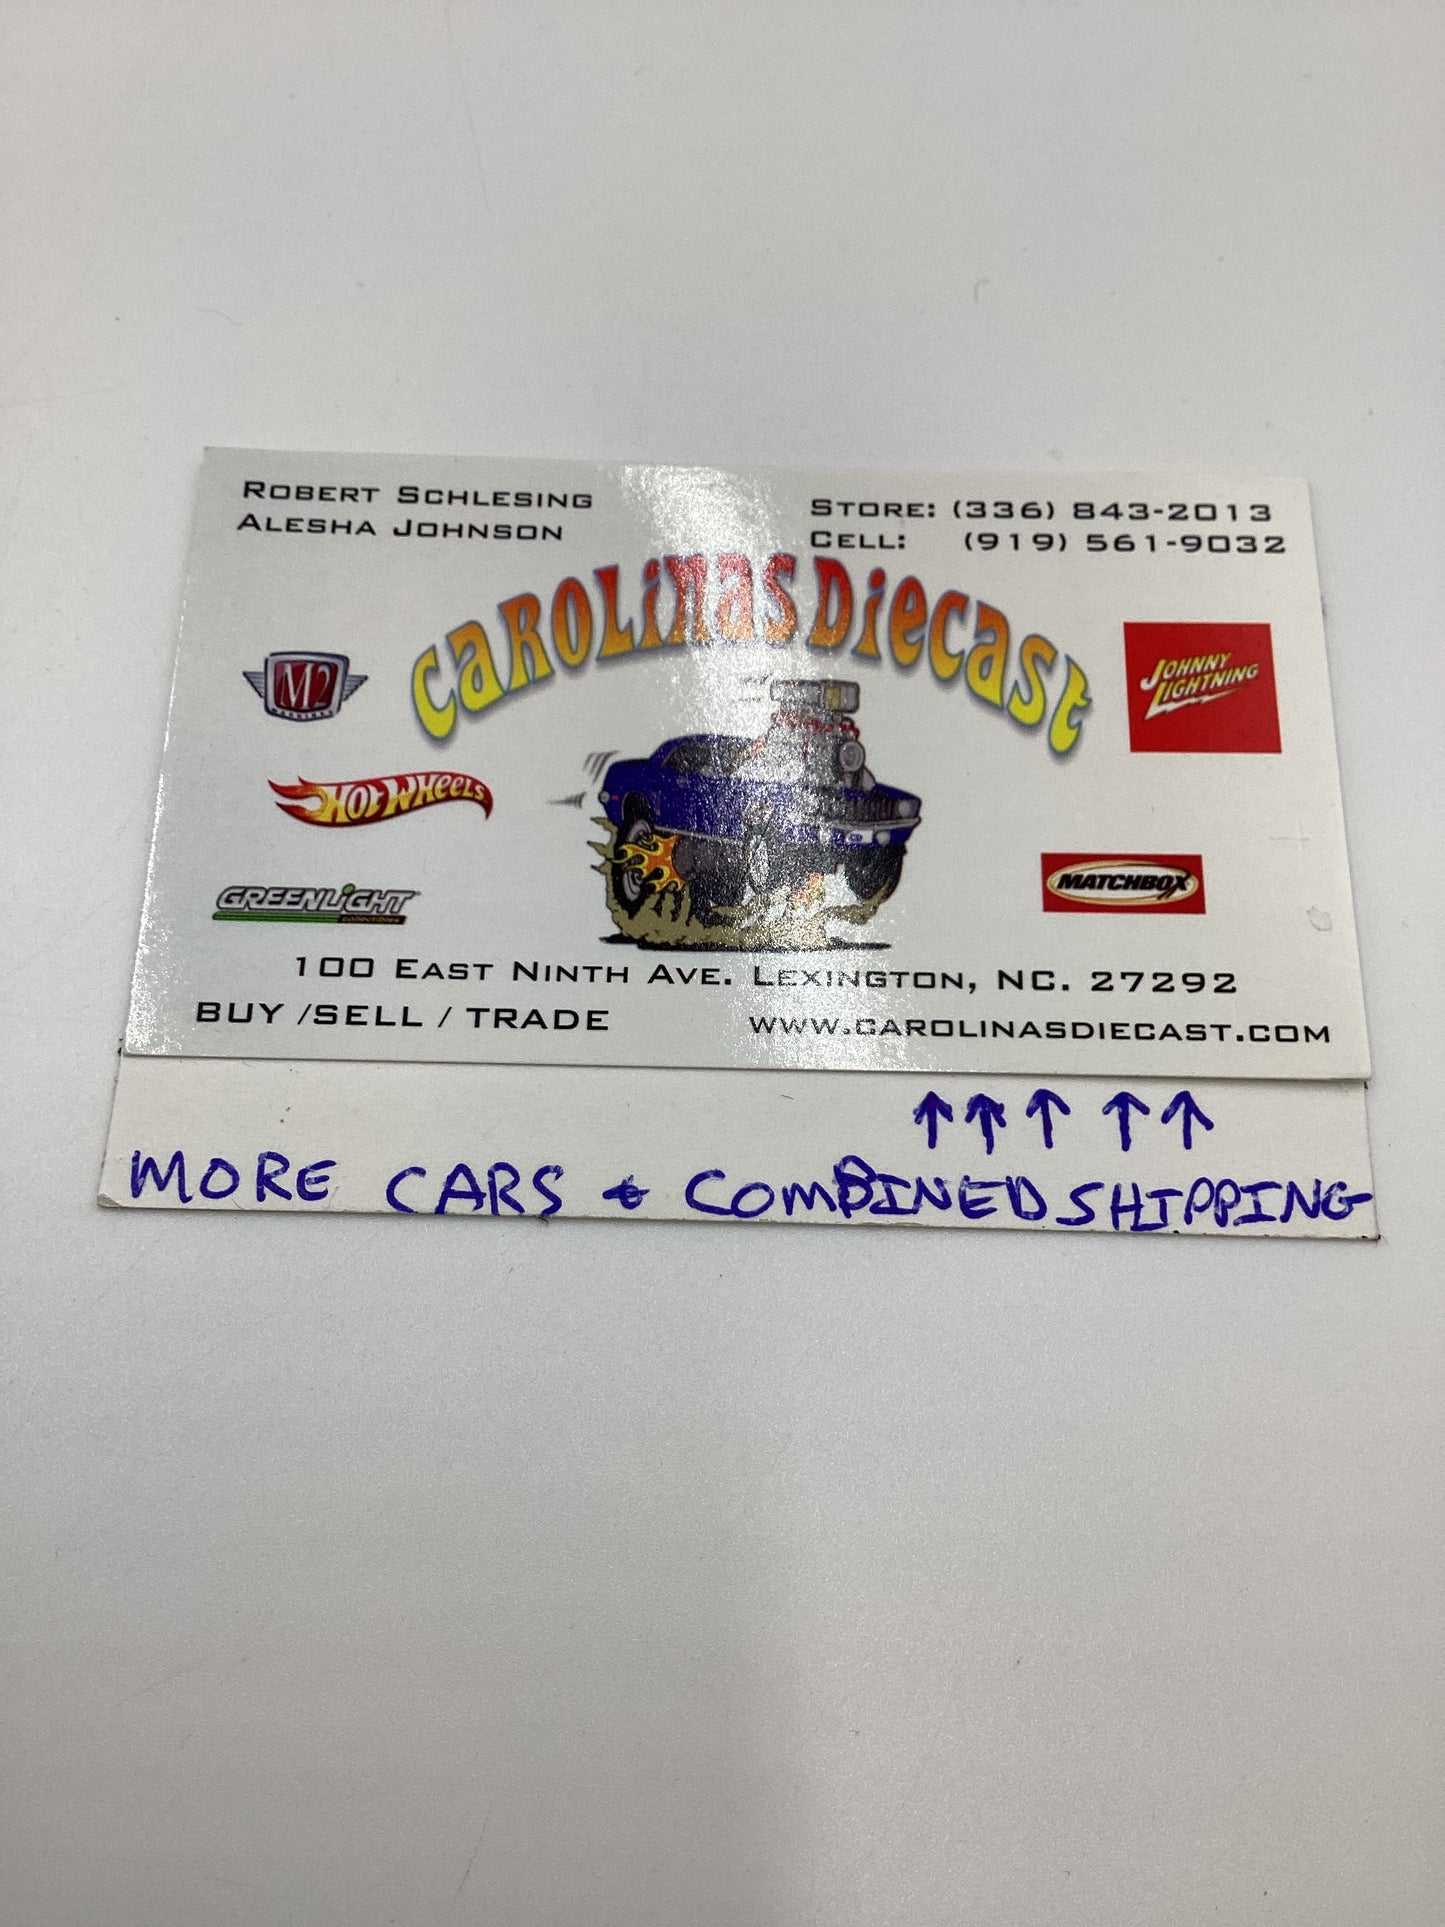 ROBERT SCHLESING
ALESHA JOHNSON
STORE: (336) 843-2013
CELL: (919) 561-9032
CAROLINAS DIECAST
M2
MACHINES
JOHNNY
LIGHTNING
HOT WHEELS
GREENLIGHT
collectibles
MATCHBOX
100 EAST NINTH AVE. LEXINGTON, NC. 27292
BUY /SELL / TRADE
WWW.CAROLINASDIECAST.COM
↑↑↑↑↑
MORE CARS & COMBINED SHIPPING